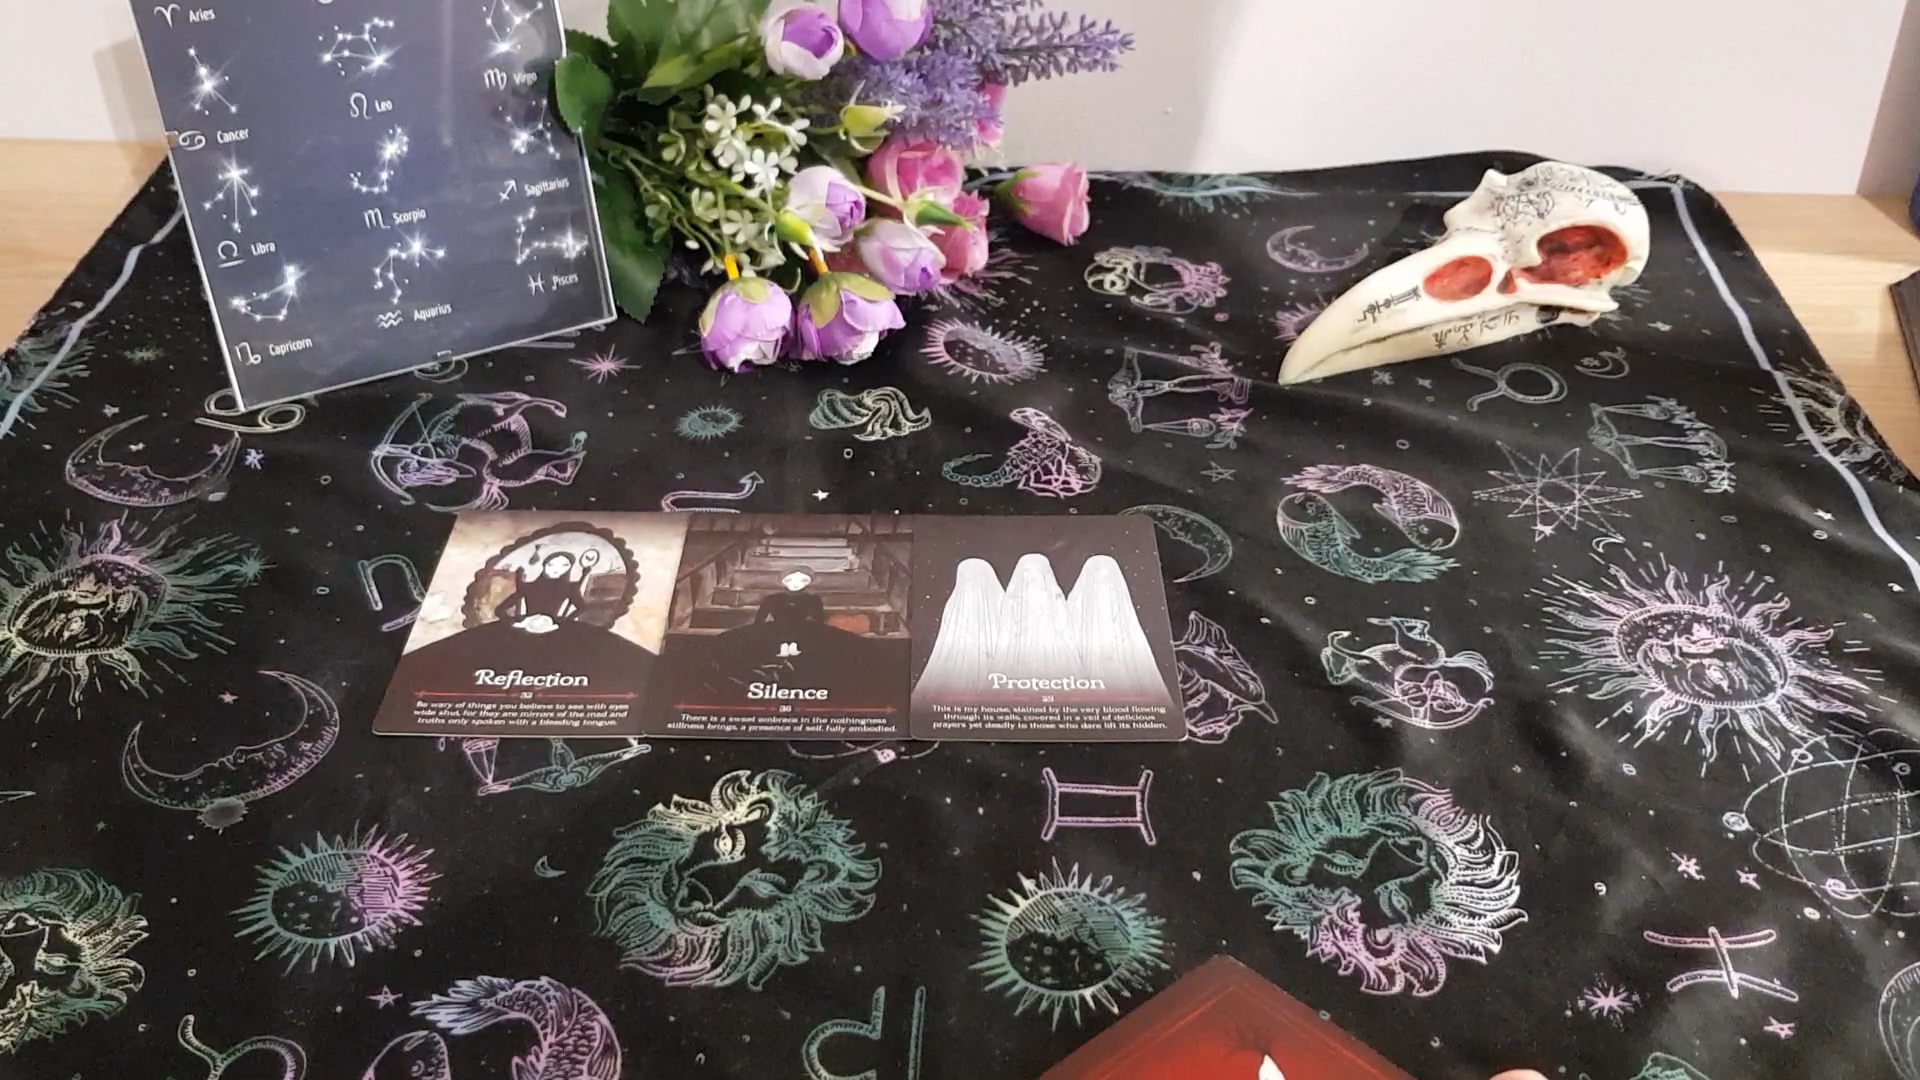 ♈ Aries
♋ Cancer
♌ Leo
♍ Virgo
♎ Libra
♏ Scorpio
♐ Sagittarius
♑ Capricorn
♒ Aquarius
♓ Pisces
Reflection
32
Be wary of things you believe to see with eyes
wide shut, for they are mirrors of the mad and
truths only spoken with a bleeding tongue.
Silence
36
There is a sweet embrace in the nothingness
stillness brings, a presence of self, fully embodied.
Protection
29
This is my house, stained by the very blood flowing
through its walls, covered in a veil of delicious
prayers yet deadly to those who dare lift its hidden.